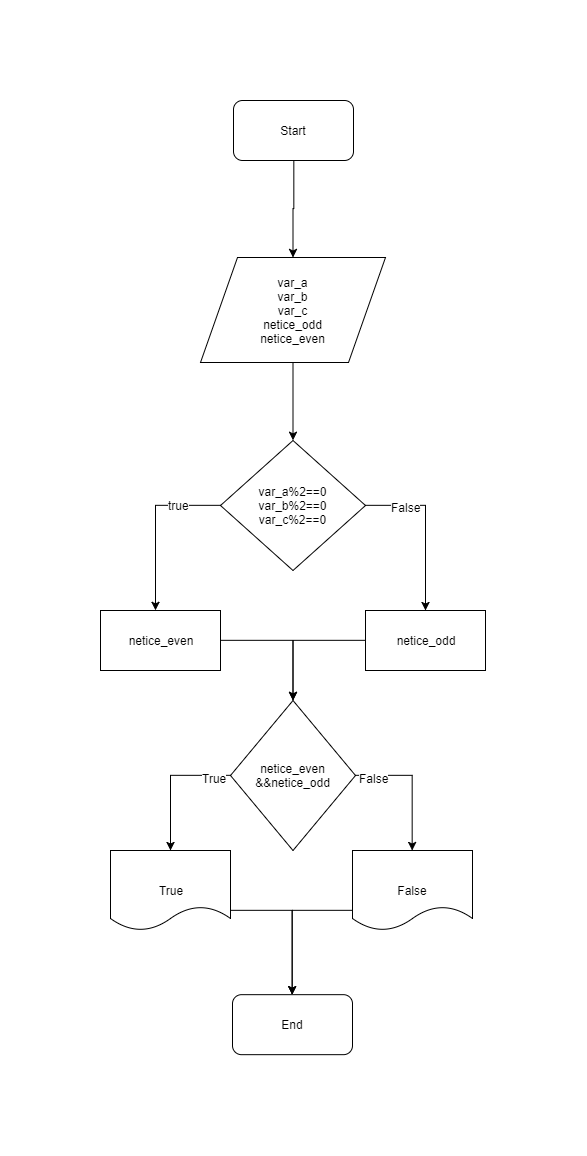 Start
var_a
var_b
var_c
netice_odd
netice_even
var_a%2==0
var_b%2==0
var_c%2==0
true
False
netice_even
netice_odd
netice_even
&&netice_odd
True
False
True
False
End